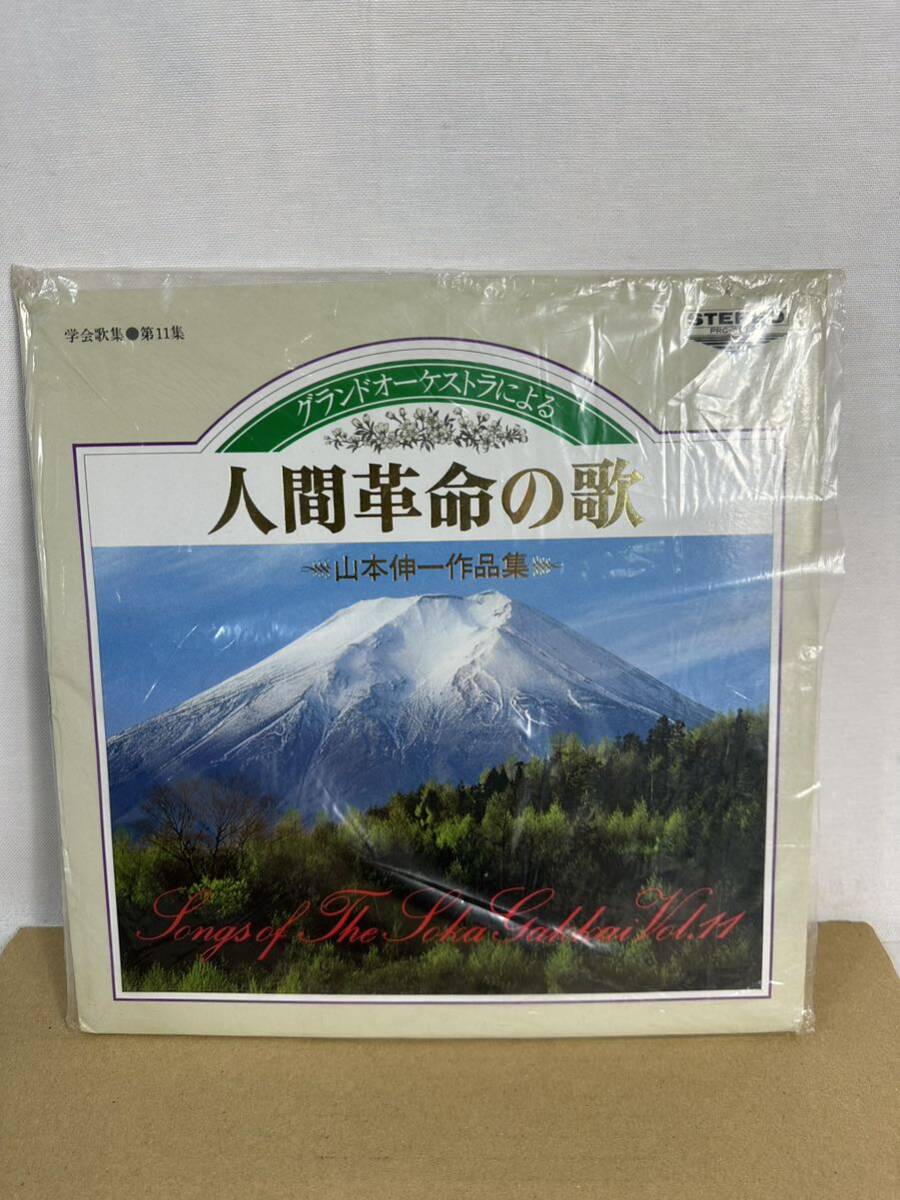 学会歌集●第11集
STEREO
グランドオーケストラによる
人間革命の歌
山本伸一作品集
Songs of The Soka Gakkai Vol.11